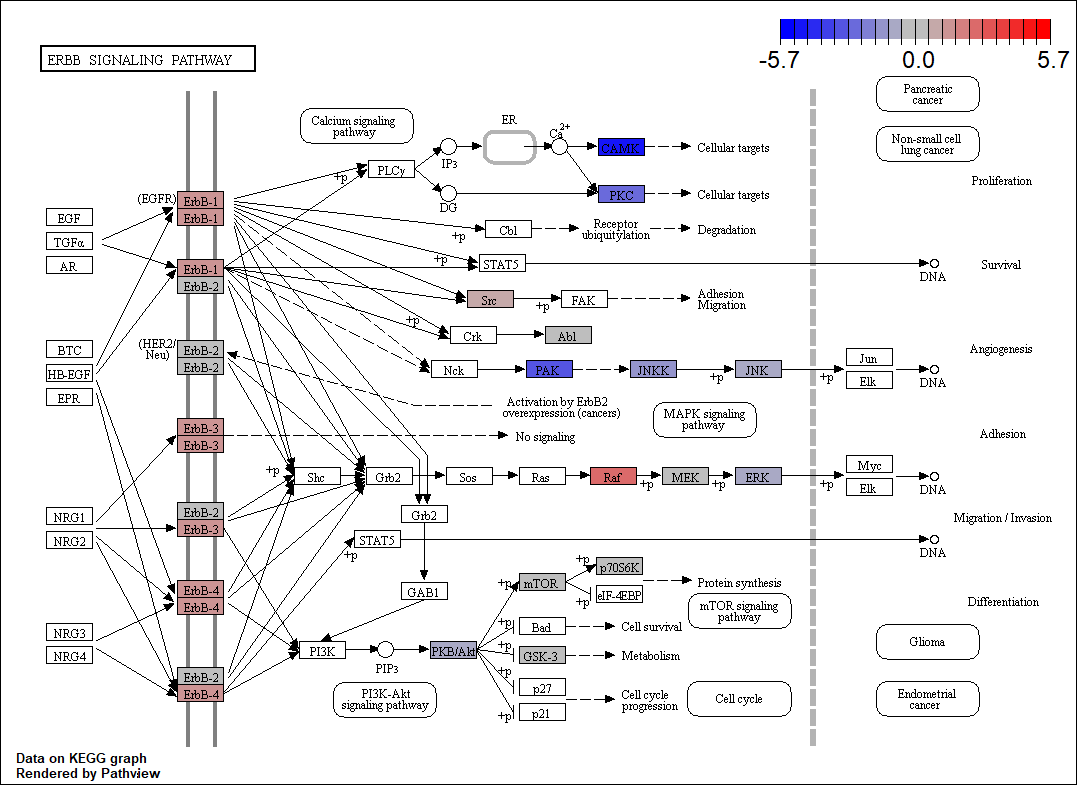 -5.7 0.0 5.7
ERBB SIGNALING PATHWAY
Pancreatic
cancer
Calcium signaling
pathway
ER
Ca2+
Non-small cell
lung cancer
IP3
CAMK
Cellular targets
+p
PLCγ
Proliferation
DG
PKC
Cellular targets
(EGFR)
ErbB-1
ErbB-1
EGF
TGFα
AR
Cbl
+p
Receptor
ubiquitylation
Degradation
ErbB-1
ErbB-2
+p
STAT5
DNA
Survival
Src
+p
FAK
Adhesion
Migration
+p
Crk
Abl
(HER2/
Neu)
ErbB-2
ErbB-2
BTC
HB-EGF
EPR
Nck
PAK
JNKK
+p
JNK
+p
Jun
Elk
DNA
Angiogenesis
Activation by ErbB2
overexpression (cancers)
MAPK signaling
pathway
ErbB-3
ErbB-3
No signaling
Adhesion
+p
Shc
Grb2
Sos
Ras
Raf
+p
MEK
+p
ERK
+p
Myc
Elk
DNA
NRG1
NRG2
ErbB-2
ErbB-3
Grb2
Migration / Invasion
STAT5
+p
DNA
ErbB-4
ErbB-4
GAB1
+p
mTOR
+p
p70S6K
+p
eIF-4EBP
Protein synthesis
mTOR signaling
pathway
Differentiation
NRG3
NRG4
+p
Bad
Cell survival
Glioma
PI3K
PIP3
PKB/Akt
+p
GSK-3
Metabolism
ErbB-2
ErbB-4
PI3K-Akt
signaling pathway
+p
p27
+p
p21
Cell cycle
progression
Cell cycle
Endometrial
cancer
Data on KEGG graph
Rendered by Pathview